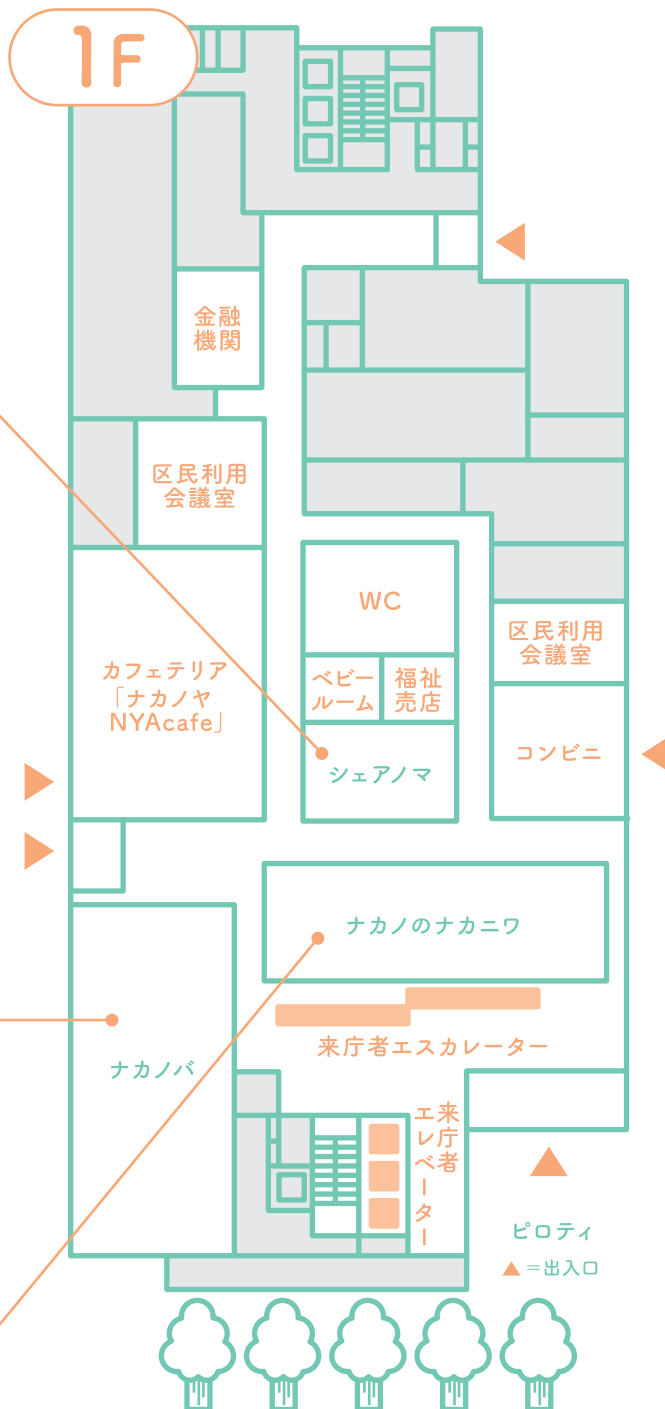 1F
金融
機関
区民利用
会議室
WC
区民利用
会議室
カフェテリア
「ナカノヤ
NYAcafe」
ベビー
ルーム
福祉
売店
シェアノマ
コンビニ
ナカノのナカニワ
来庁者エスカレーター
ナカノバ
来庁者
エレベーター
ピロティ
▲=出入口